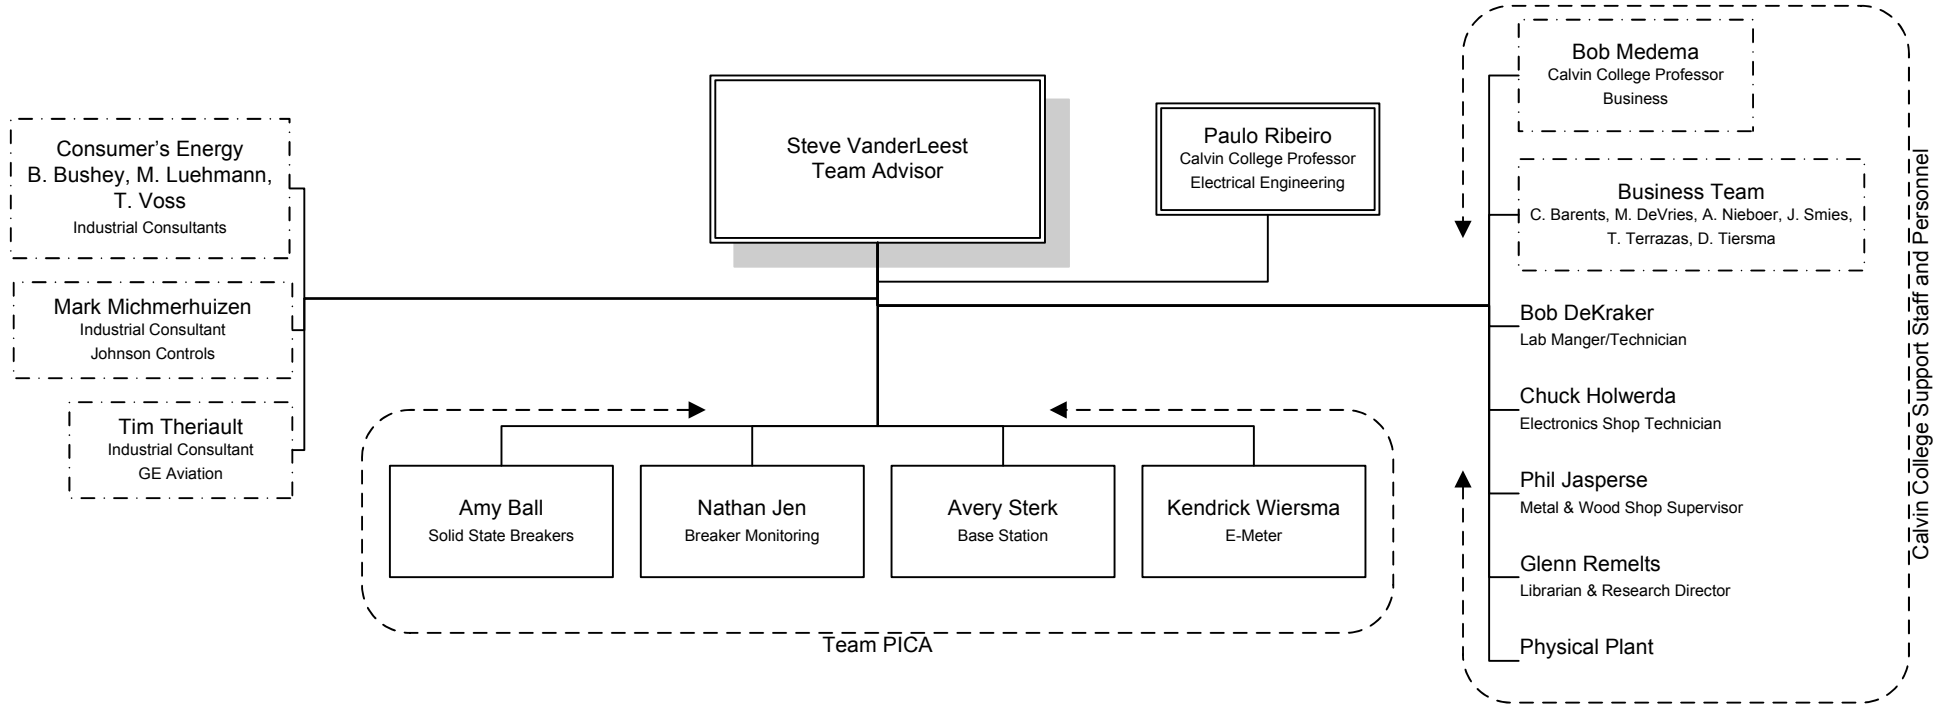 Steve VanderLeest
Team Advisor
Paulo Ribeiro
Calvin College Professor
Electrical Engineering
Consumer's Energy
B. Bushey, M. Luehmann,
T. Voss
Industrial Consultants
Mark Michmerhuizen
Industrial Consultant
Johnson Controls
Tim Theriault
Industrial Consultant
GE Aviation
Amy Ball
Solid State Breakers
Nathan Jen
Breaker Monitoring
Avery Sterk
Base Station
Kendrick Wiersma
E-Meter
Team PICA
Bob Medema
Calvin College Professor
Business
Business Team
C. Barents, M. DeVries, A. Nieboer, J. Smies,
T. Terrazas, D. Tiersma
Bob DeKraker
Lab Manger/Technician
Chuck Holwerda
Electronics Shop Technician
Phil Jasperse
Metal & Wood Shop Supervisor
Glenn Remelts
Librarian & Research Director
Physical Plant
Calvin College Support Staff and Personnel